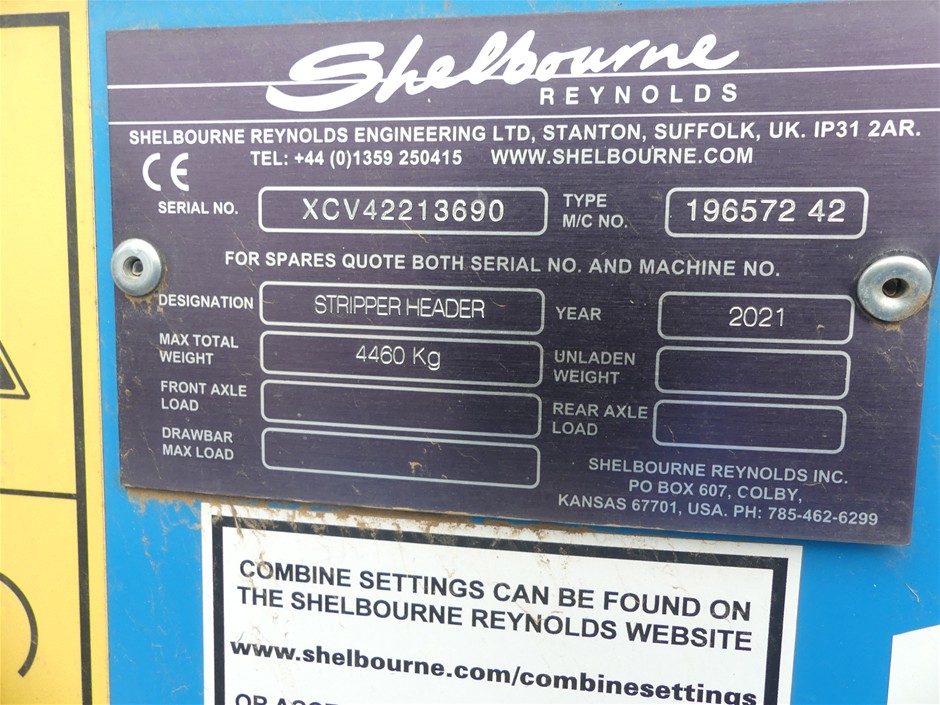 Shelbourne
REYNOLDS
SHELBOURNE REYNOLDS ENGINEERING LTD, STANTON, SUFFOLK, UK. IP31 2AR.
TEL: +44 (0)1359 250415 WWW.SHELBOURNE.COM
CE
SERIAL NO. XCV42213690 TYPE M/C NO. 196572 42
FOR SPARES QUOTE BOTH SERIAL NO. AND MACHINE NO.
DESIGNATION STRIPPER HEADER YEAR 2021
MAX TOTAL WEIGHT 4460 Kg UNLADEN WEIGHT
FRONT AXLE LOAD REAR AXLE LOAD
DRAWBAR MAX LOAD
SHELBOURNE REYNOLDS INC.
PO BOX 607, COLBY,
KANSAS 67701, USA. PH: 785-462-6299
COMBINE SETTINGS CAN BE FOUND ON
THE SHELBOURNE REYNOLDS WEBSITE
www.shelbourne.com/combinesettings
OR